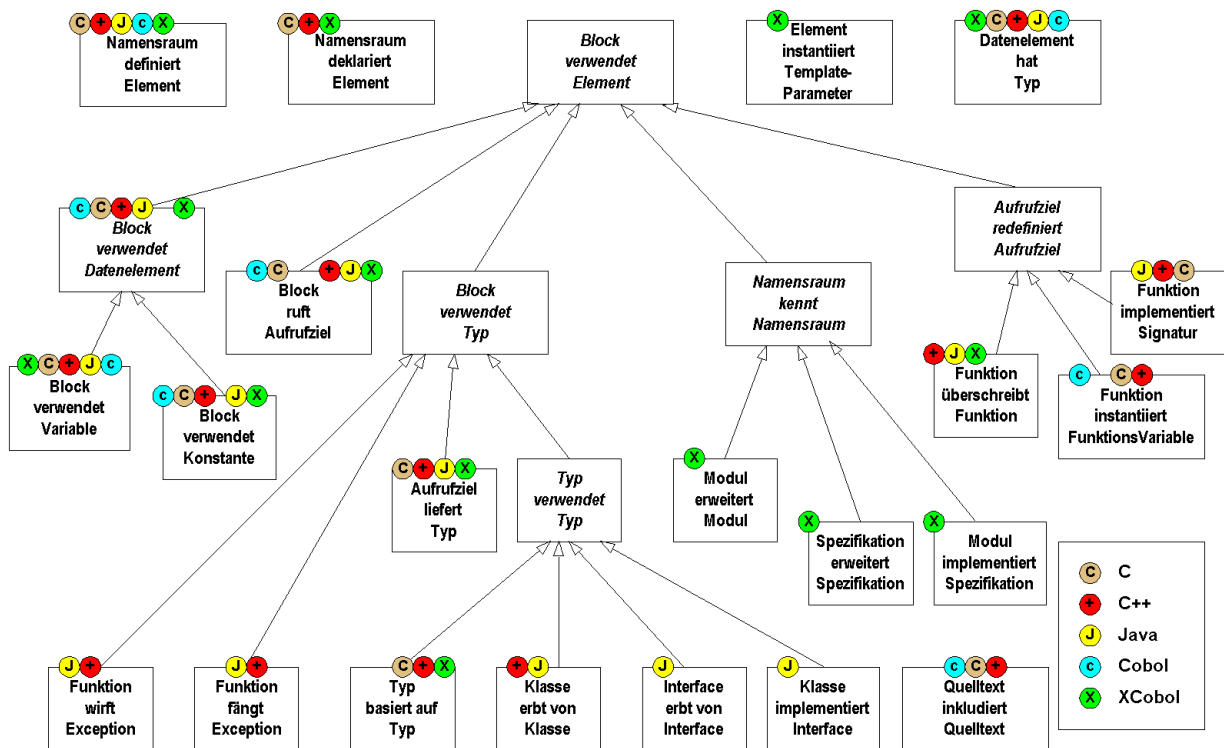 C + J c X
Namensraum
definiert
Element
C + X
Namensraum
deklariert
Element
Block
verwendet
Element
X
Element
instantiiert
Template-
Parameter
X C + J c
Datenelement
hat
Typ
c C + J X
Block
verwendet
Datenelement
c C + J X
Block
ruft
Aufrufziel
Block
verwendet
Typ
Namensraum
kennt
Namensraum
Aufrufziel
redefiniert
Aufrufziel
J + C
Funktion
implementiert
Signatur
X C + J c
Block
verwendet
Variable
c C + J X
Block
verwendet
Konstante
+ J X
Funktion
überschreibt
Funktion
c C +
Funktion
instantiiert
FunktionsVariable
C + J X
Aufrufziel
liefert
Typ
Typ
verwendet
Typ
X
Modul
erweitert
Modul
X
Spezifikation
erweitert
Spezifikation
X
Modul
implementiert
Spezifikation
J +
Funktion
wirft
Exception
J +
Funktion
fängt
Exception
C + X
Typ
basiert auf
Typ
+ J
Klasse
erbt von
Klasse
J
Interface
erbt von
Interface
J
Klasse
implementiert
Interface
c C +
Quelltext
inkludiert
Quelltext
C C
+ C++
J Java
c Cobol
X XCobol